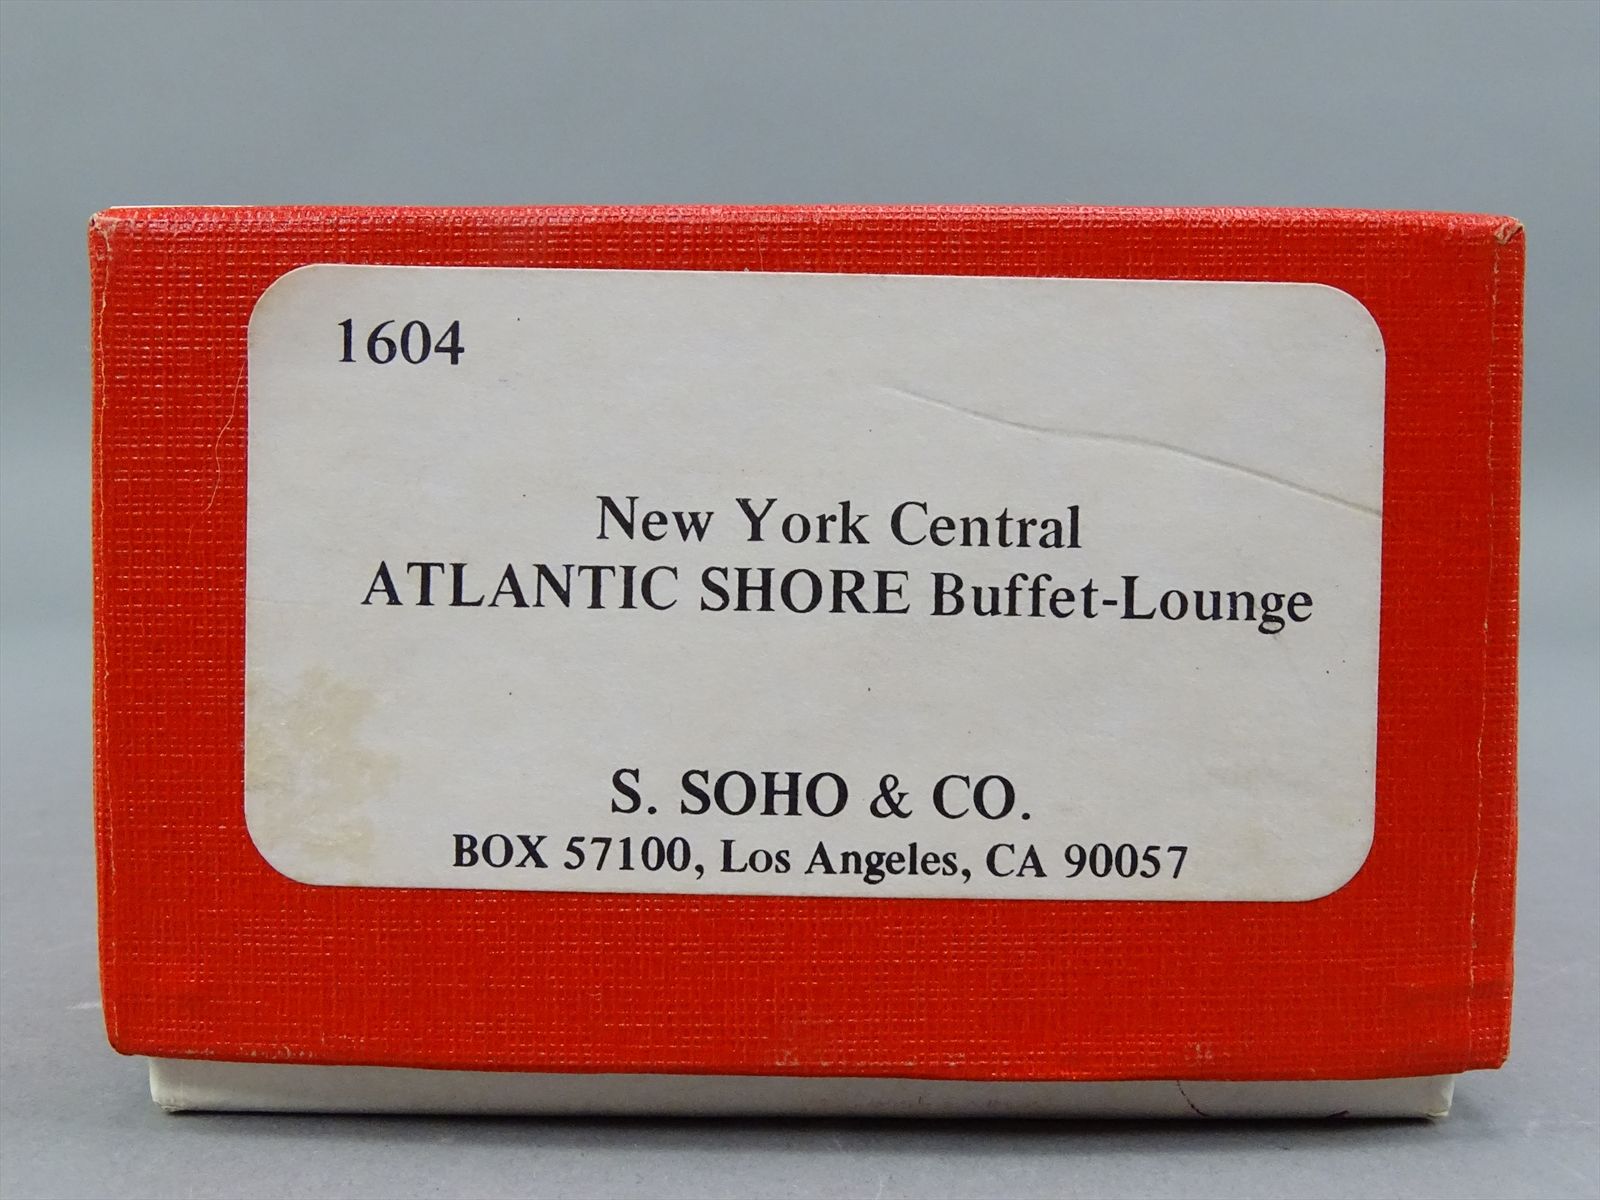 1604
New York Central
ATLANTIC SHORE Buffet-Lounge
S. SOHO & CO.
BOX 57100, Los Angeles, CA 90057